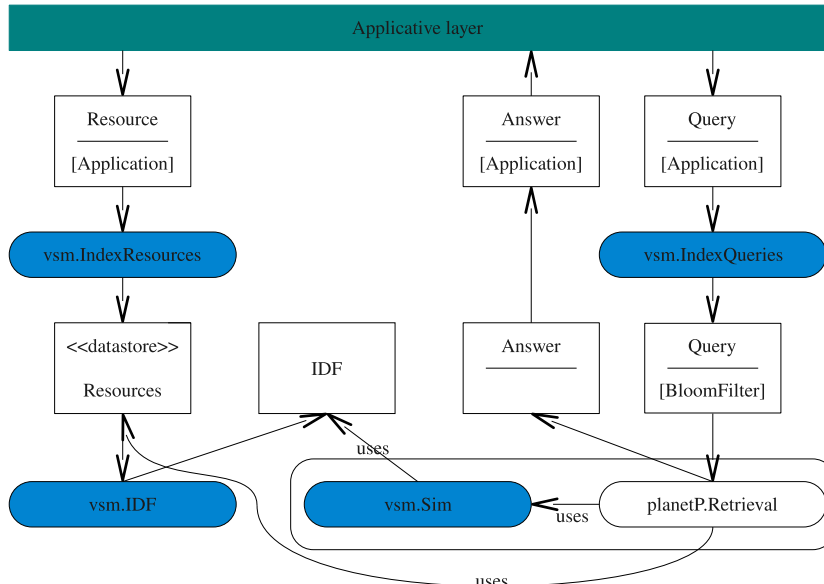 Applicative layer
Resource
[Application]
Answer
[Application]
Query
[Application]
vsm.IndexResources
vsm.IndexQueries
<<datastore>>
Resources
IDF
Answer
Query
[BloomFilter]
uses
vsm.IDF
vsm.Sim
uses
planetP.Retrieval
uses